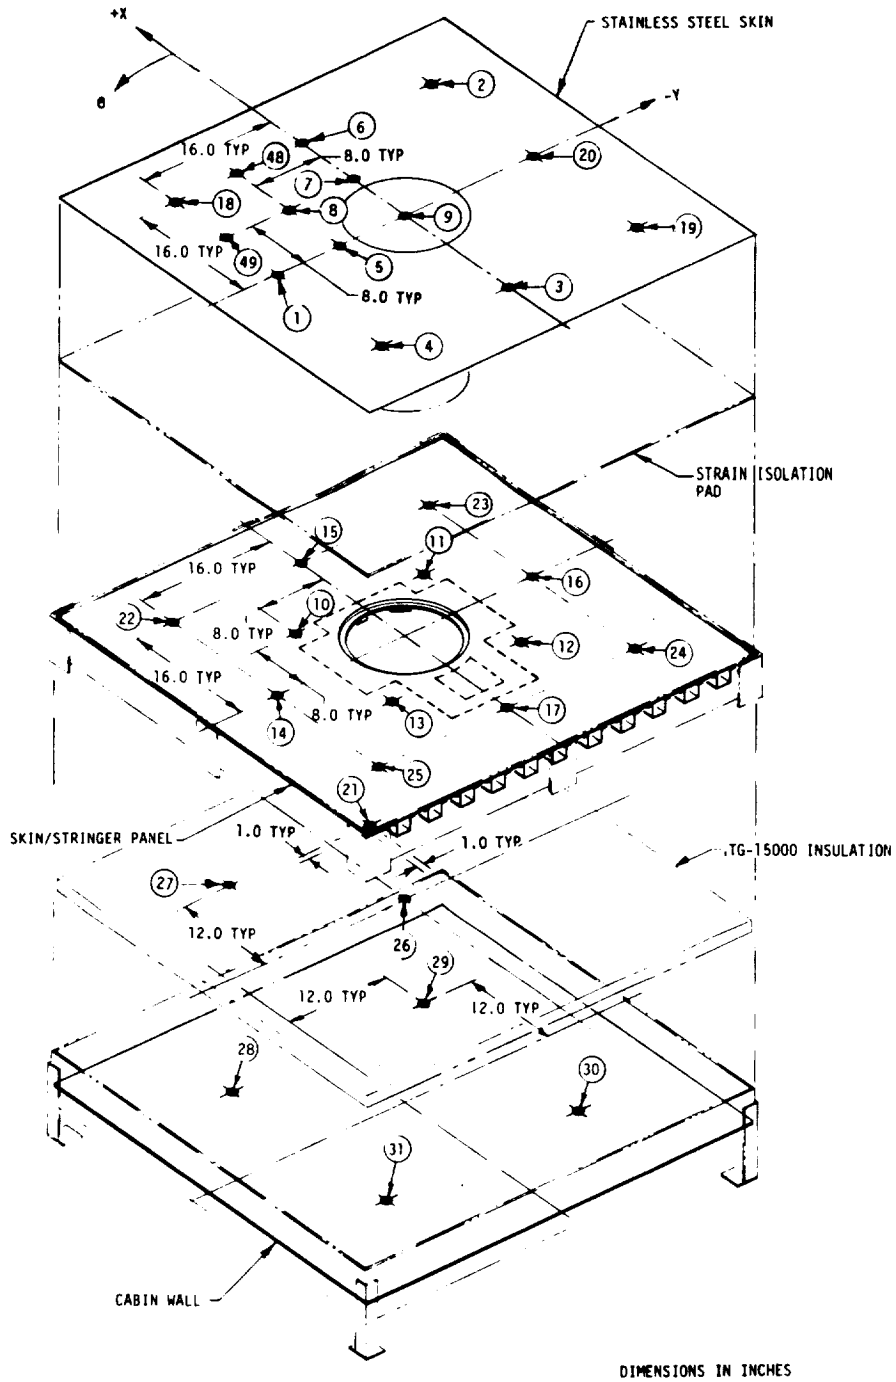 +X
θ
STAINLESS STEEL SKIN
2
-Y
6
16.0 TYP
48
8.0 TYP
20
7
18
8
9
19
16.0 TYP
49
5
3
8.0 TYP
1
4
STRAIN ISOLATION
PAD
23
15
11
16.0 TYP
16
22
10
8.0 TYP
12
24
16.0 TYP
14
8.0 TYP
13
17
25
21
SKIN/STRINGER PANEL
1.0 TYP
1.0 TYP
TG-15000 INSULATION
27
12.0 TYP
26
29
12.0 TYP
12.0 TYP
28
30
31
CABIN WALL
DIMENSIONS IN INCHES